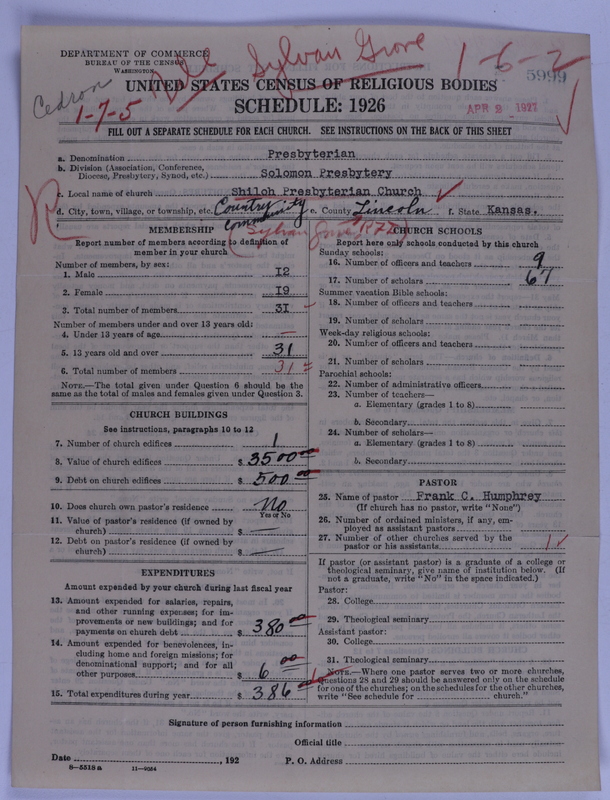 DEPARTMENT OF COMMERCE
BUREAU OF THE CENSUS
WASHINGTON
Sylvan Grove
1-6-2
5999
Cedron
1-7-5
UNITED STATES CENSUS OF RELIGIOUS BODIES
SCHEDULE: 1926
APR 2 1927
FILL OUT A SEPARATE SCHEDULE FOR EACH CHURCH. SEE INSTRUCTIONS ON THE BACK OF THIS SHEET
a. Denomination Presbyterian
b. Division (Association, Conference, Diocese, Presbytery, Synod, etc.) Solomon Presbytery
c. Local name of church Shiloh Presbyterian Church
d. City, town, village, or township, etc. Country Community e. County Lincoln f. State Kansas.
R
Sylvan Grove
MEMBERSHIP
Report number of members according to definition of
member in your church
Number of members, by sex:
1. Male 12
2. Female 19
3. Total number of members 31
Number of members under and over 13 years old:
4. Under 13 years of age —
5. 13 years old and over 31
6. Total number of members 31
NOTE.—The total given under Question 6 should be the
same as the total of males and females given under Question 3.
CHURCH BUILDINGS
See instructions, paragraphs 10 to 12
7. Number of church edifices 1
8. Value of church edifices $ 3500 00
9. Debt on church edifices $ 500 00
10. Does church own pastor's residence No
Yes or No
11. Value of pastor's residence (if owned by
church) $ —
12. Debt on pastor's residence (if owned by
church) $ —
EXPENDITURES
Amount expended by your church during last fiscal year
13. Amount expended for salaries, repairs,
and other running expenses; for im-
provements or new buildings; and for
payments on church debt $ 380 00
14. Amount expended for benevolences, in-
cluding home and foreign missions; for
denominational support; and for all
other purposes $ 6 00
15. Total expenditures during year $ 386 00
CHURCH SCHOOLS
Report here only schools conducted by this church
Sunday schools:
16. Number of officers and teachers 9
17. Number of scholars 67
Summer vacation Bible schools:
18. Number of officers and teachers
19. Number of scholars
Week-day religious schools:
20. Number of officers and teachers
21. Number of scholars
Parochial schools:
22. Number of administrative officers
23. Number of teachers—
a. Elementary (grades 1 to 8)
b. Secondary
24. Number of scholars—
a. Elementary (grades 1 to 8)
b. Secondary
PASTOR
25. Name of pastor Frank C. Humphrey
(If church has no pastor, write "None")
26. Number of ordained ministers, if any, em-
ployed as assistant pastors
27. Number of other churches served by the
pastor or his assistants 1
If pastor (or assistant pastor) is a graduate of a college or
theological seminary, give name of institution below. (If
not a graduate, write "No" in the space indicated.)
Pastor:
28. College
29. Theological seminary
Assistant pastor:
30. College
31. Theological seminary
NOTE.—Where one pastor serves two or more churches,
questions 28 and 29 should be answered only on the schedule
for one of the churches; on the schedules for the other churches,
write "See schedule for church."
Signature of person furnishing information
Official title
Date , 192 P. O. Address
8—5518 a 11—9054